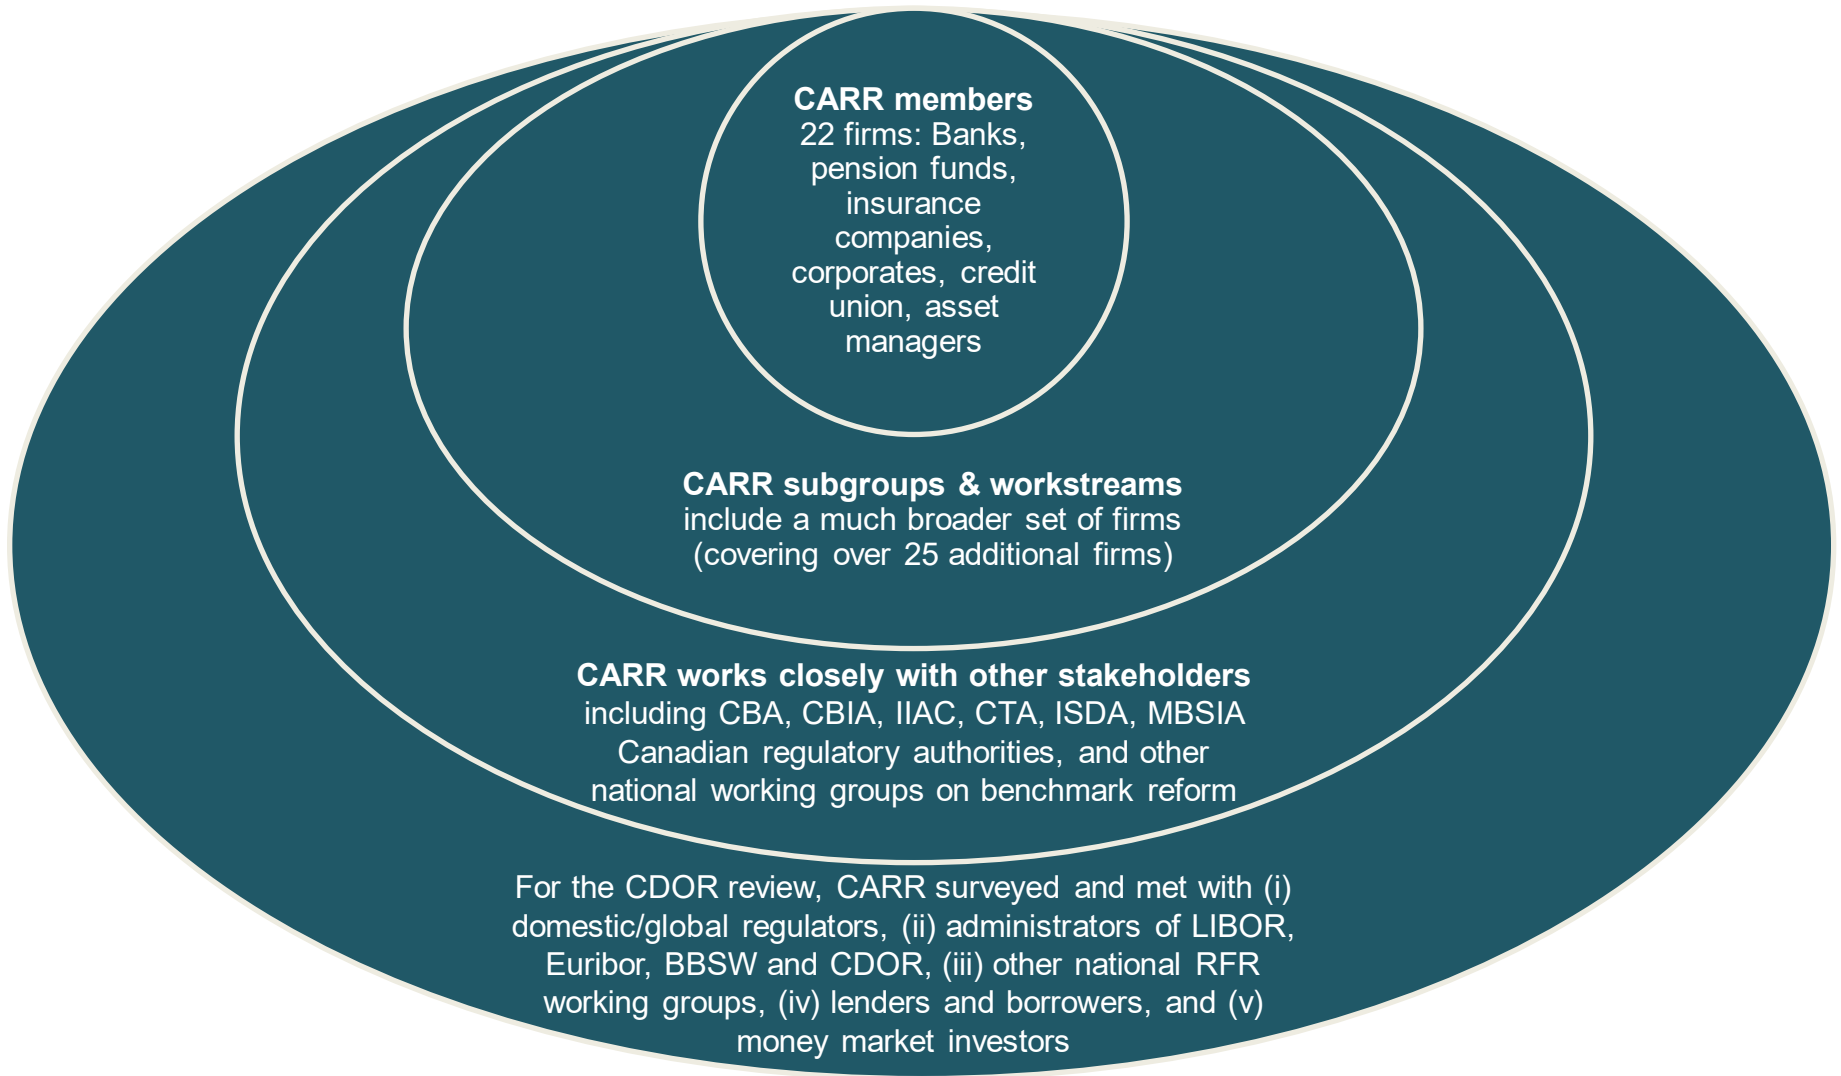 CARR members
22 firms: Banks,
pension funds,
insurance
companies,
corporates, credit
union, asset
managers
CARR subgroups & workstreams
include a much broader set of firms
(covering over 25 additional firms)
CARR works closely with other stakeholders
including CBA, CBIA, IIAC, CTA, ISDA, MBSIA
Canadian regulatory authorities, and other
national working groups on benchmark reform
For the CDOR review, CARR surveyed and met with (i)
domestic/global regulators, (ii) administrators of LIBOR,
Euribor, BBSW and CDOR, (iii) other national RFR
working groups, (iv) lenders and borrowers, and (v)
money market investors